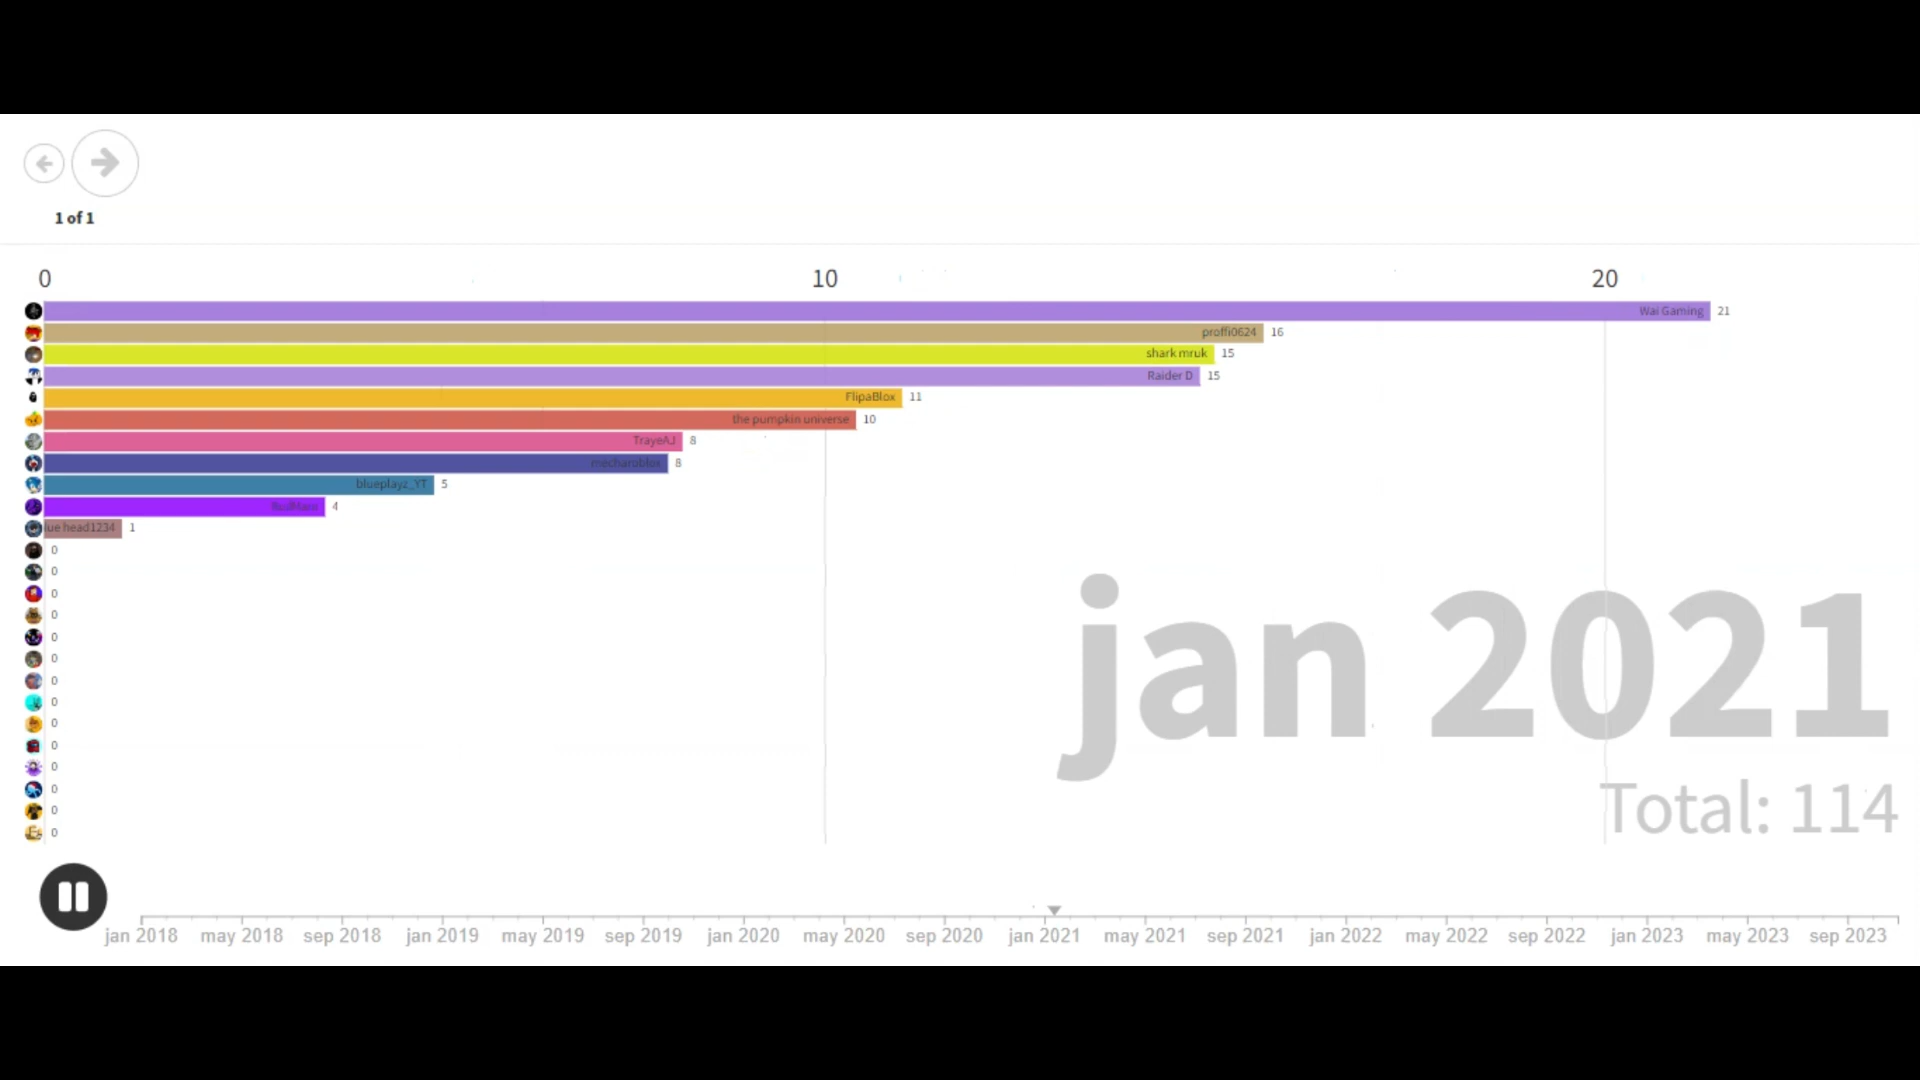 1 of 1
0 10 20
Wai Gaming 21
proffi0624 16
shark mruk 15
Raider D 15
FlipaBlox 11
the pumpkin universe 10
TrayeAJ 8
mecharoblox 8
blueplayz_YT 5
4
lue head1234 1
0
0
0
0
0
0
0
0
0
0
0
0
0
0
jan 2021
Total: 114
jan 2018 may 2018 sep 2018 jan 2019 may 2019 sep 2019 jan 2020 may 2020 sep 2020 jan 2021 may 2021 sep 2021 jan 2022 may 2022 sep 2022 jan 2023 may 2023 sep 2023